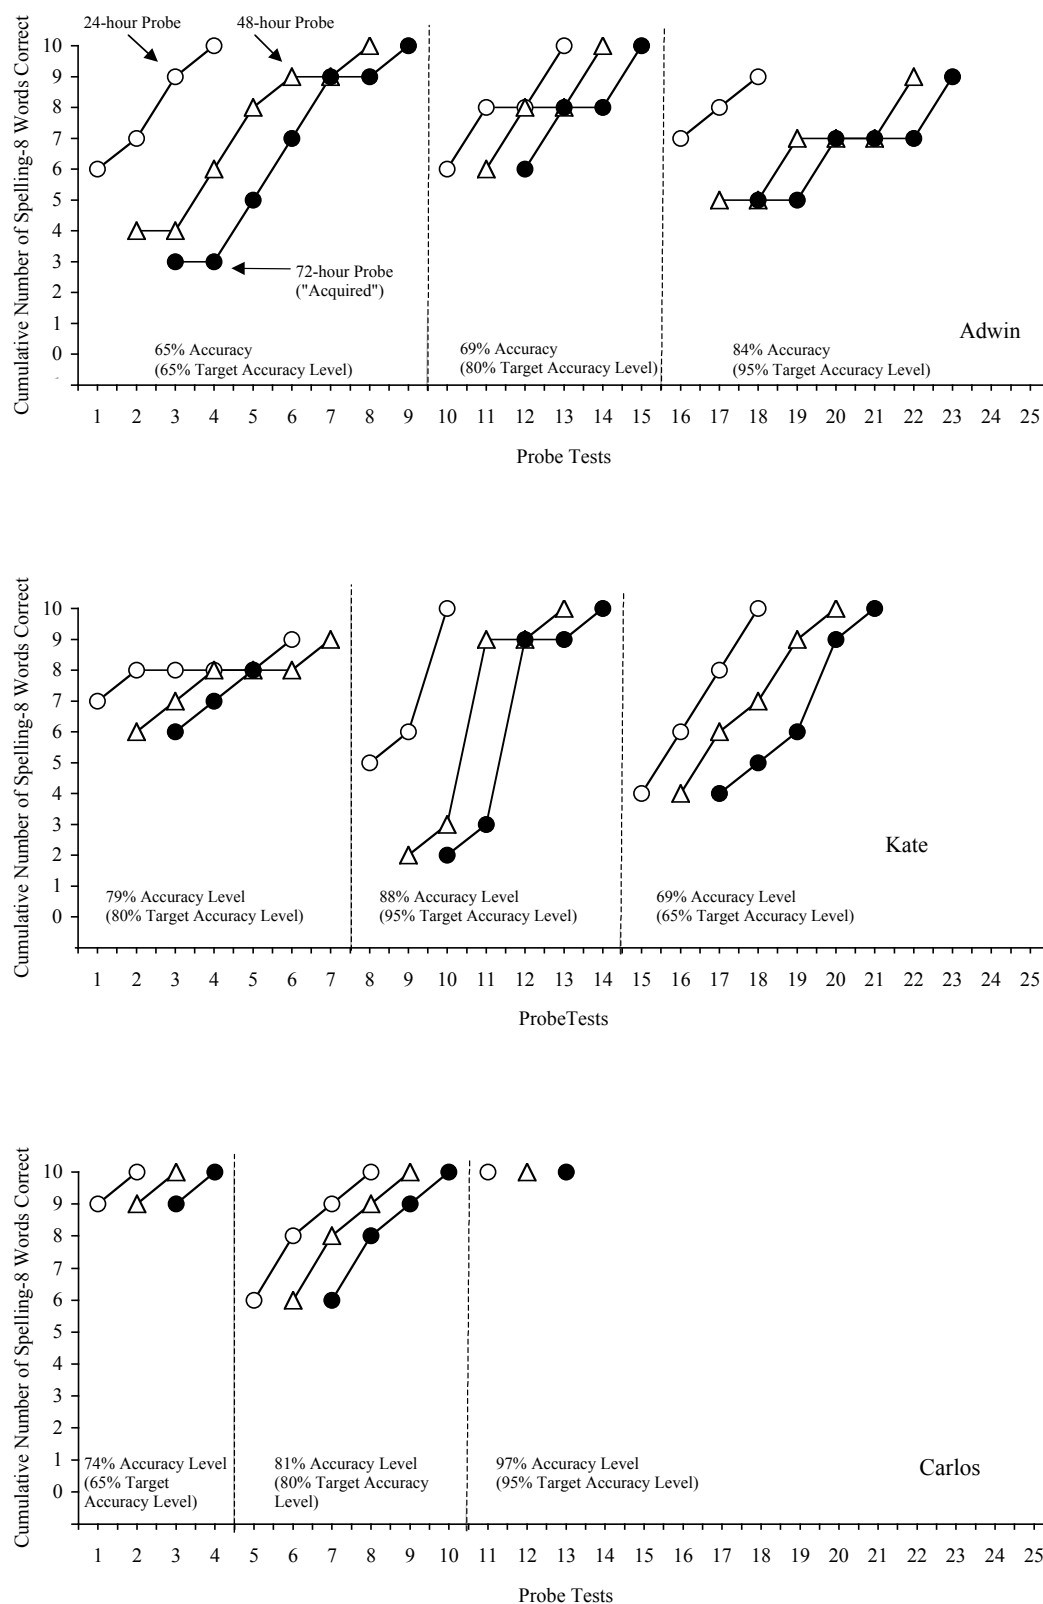 24-hour Probe
48-hour Probe
Cumulative Number of Spelling-8 Words Correct
10
9
8
7
6
5
4
3
2
1
0
72-hour Probe
("Acquired")
65% Accuracy
(65% Target Accuracy Level)
69% Accuracy
(80% Target Accuracy Level)
84% Accuracy
(95% Target Accuracy Level)
Adwin
1 2 3 4 5 6 7 8 9 10 11 12 13 14 15 16 17 18 19 20 21 22 23 24 25
Probe Tests
Cumulative Number of Spelling-8 Words Correct
10
9
8
7
6
5
4
3
2
1
0
79% Accuracy Level
(80% Target Accuracy Level)
88% Accuracy Level
(95% Target Accuracy Level)
69% Accuracy Level
(65% Target Accuracy Level)
Kate
1 2 3 4 5 6 7 8 9 10 11 12 13 14 15 16 17 18 19 20 21 22 23 24 25
ProbeTests
Cumulative Number of Spelling-8 Words Correct
10
9
8
7
6
5
4
3
2
1
0
74% Accuracy Level
(65% Target
Accuracy Level)
81% Accuracy Level
(80% Target Accuracy
Level)
97% Accuracy Level
(95% Target Accuracy Level)
Carlos
1 2 3 4 5 6 7 8 9 10 11 12 13 14 15 16 17 18 19 20 21 22 23 24 25
Probe Tests